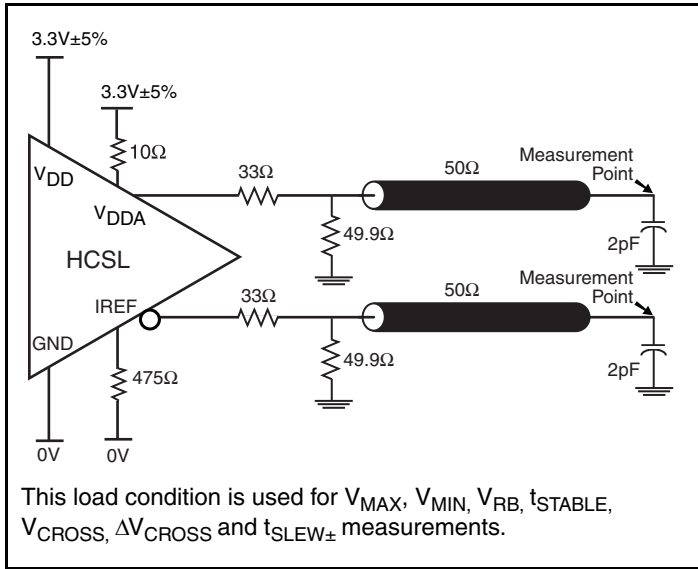 3.3V±5%
3.3V±5%
10Ω
VDD
VDDA
HCSL
IREF
GND
475Ω
0V
0V
33Ω
49.9Ω
50Ω
Measurement
Point
2pF
33Ω
49.9Ω
50Ω
Measurement
Point
2pF
This load condition is used for VMAX, VMIN, VRB, tSTABLE,
VCROSS, ΔVCROSS and tSLEW± measurements.